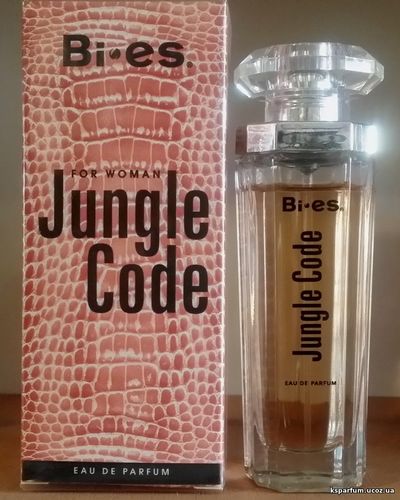 Bi•es.
FOR WOMAN
Jungle
Code
EAU DE PARFUM
Bi•es.
Jungle Code
EAU DE PARFUM
ksparfum.ucoz.ua